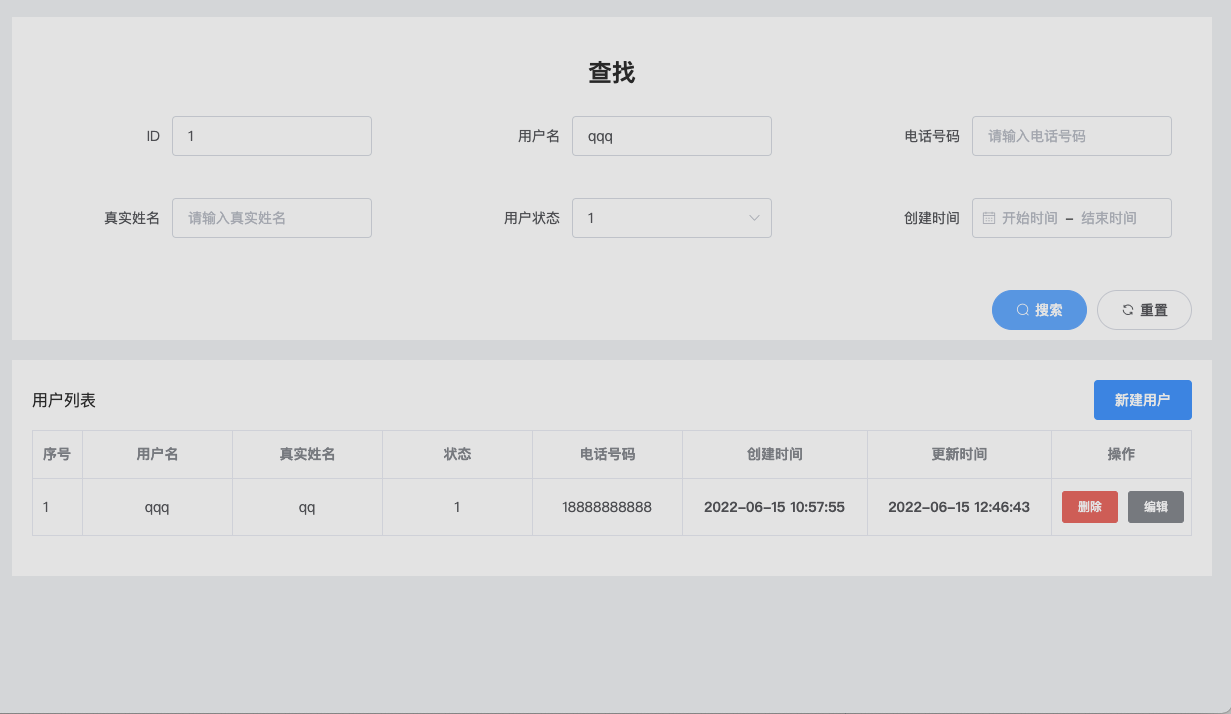 查找
ID 1 用户名 qqq 电话号码 请输入电话号码
真实姓名 请输入真实姓名 用户状态 1 创建时间 开始时间 – 结束时间
搜索 重置
用户列表 新建用户
序号 用户名 真实姓名 状态 电话号码 创建时间 更新时间 操作
1 qqq qq 1 18888888888 2022-06-15 10:57:55 2022-06-15 12:46:43 删除 编辑